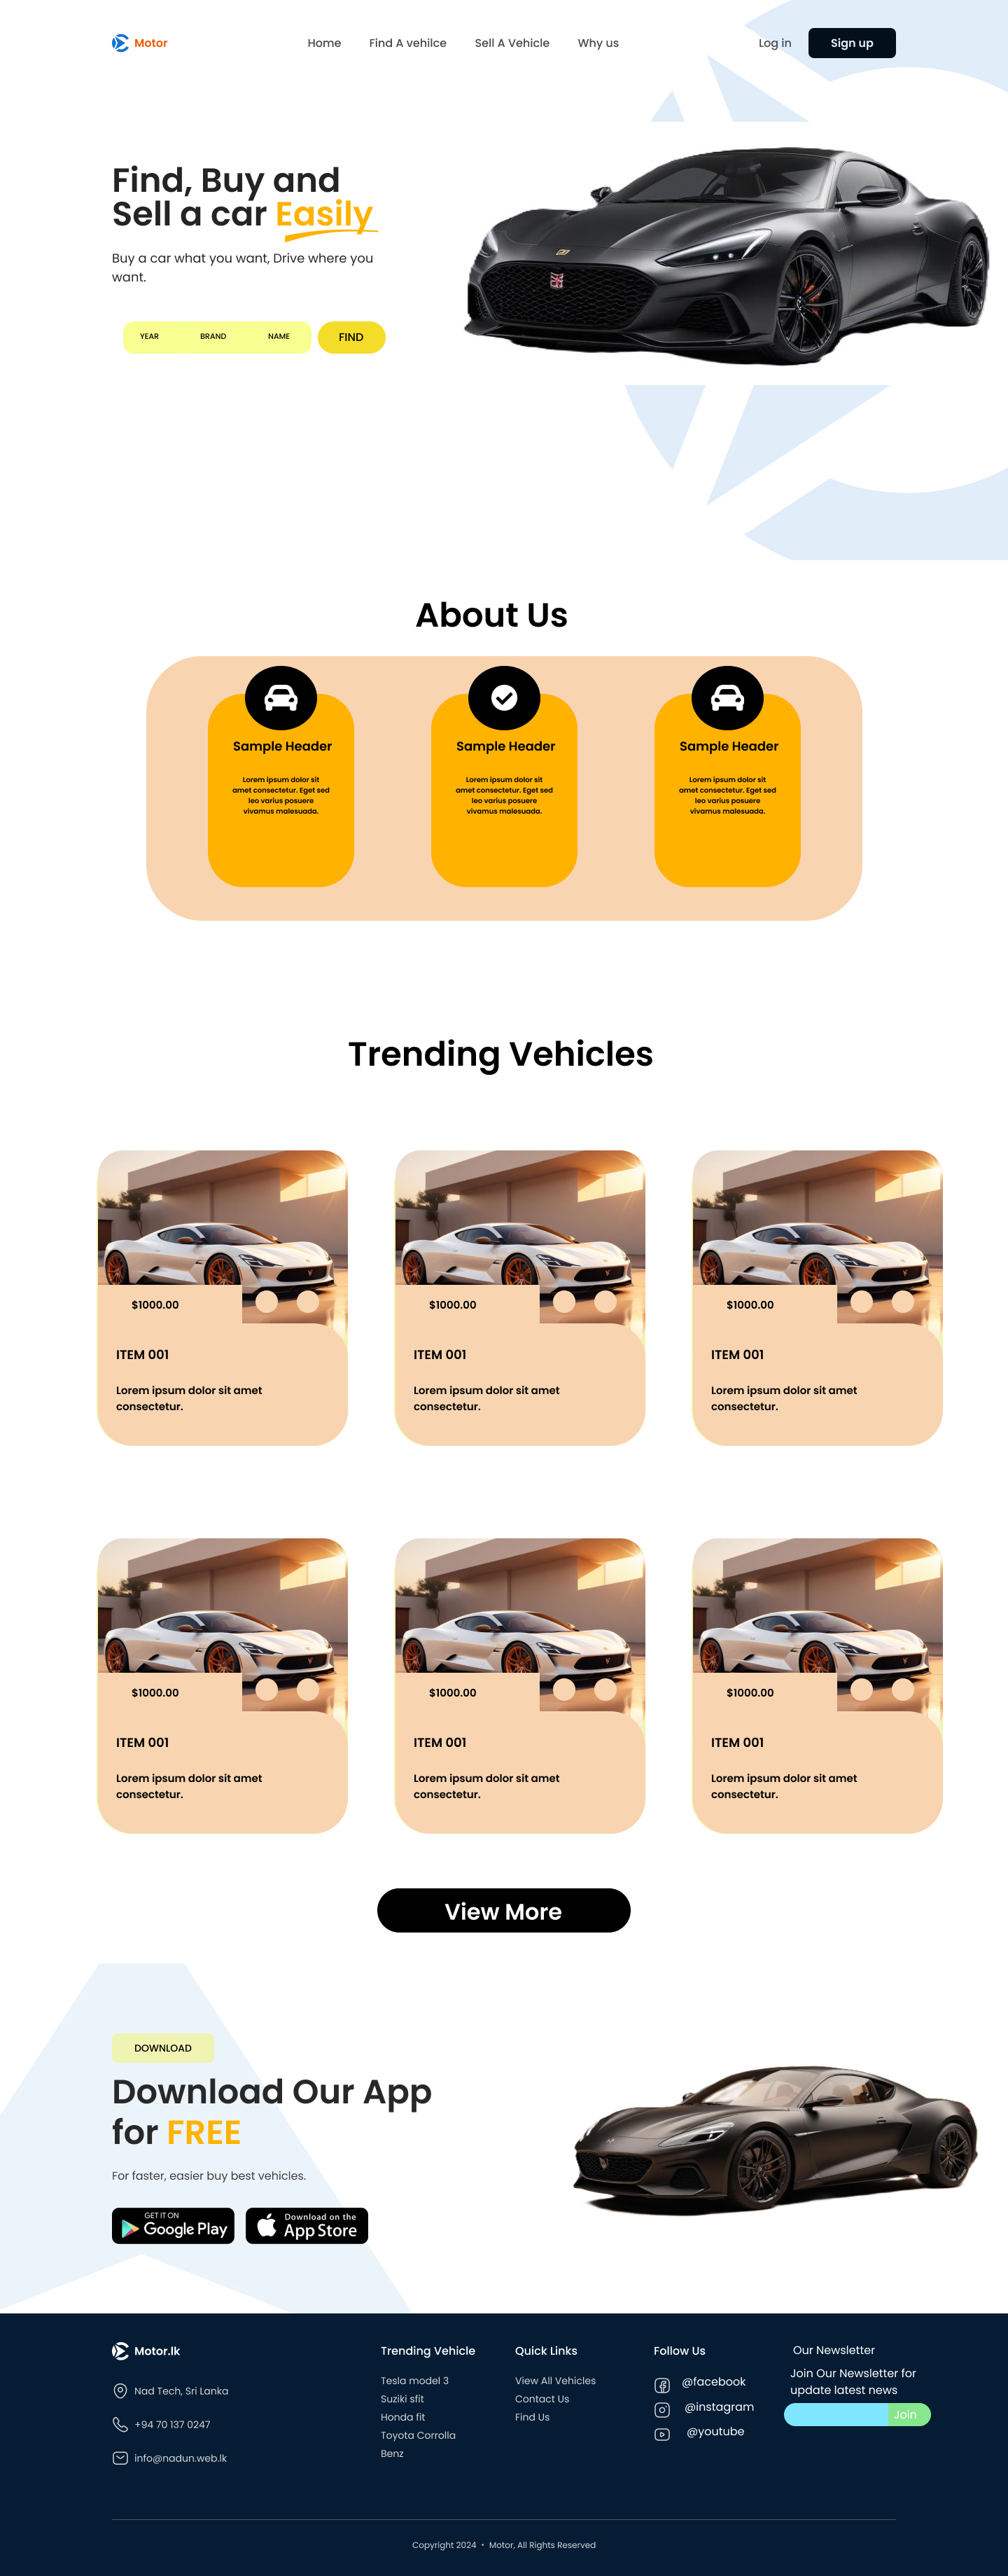 Motor
Home
Find A vehilce
Sell A Vehicle
Why us
Log in
Sign up
Find, Buy and
Sell a car Easily
Buy a car what you want, Drive where you
want.
YEAR
BRAND
NAME
FIND
About Us
Sample Header
Lorem ipsum dolor sit
amet consectetur. Eget sed
leo varius posuere
vivamus malesuada.
Sample Header
Lorem ipsum dolor sit
amet consectetur. Eget sed
leo varius posuere
vivamus malesuada.
Sample Header
Lorem ipsum dolor sit
amet consectetur. Eget sed
leo varius posuere
vivamus malesuada.
Trending Vehicles
$1000.00
ITEM 001
Lorem ipsum dolor sit amet
consectetur.
$1000.00
ITEM 001
Lorem ipsum dolor sit amet
consectetur.
$1000.00
ITEM 001
Lorem ipsum dolor sit amet
consectetur.
$1000.00
ITEM 001
Lorem ipsum dolor sit amet
consectetur.
$1000.00
ITEM 001
Lorem ipsum dolor sit amet
consectetur.
$1000.00
ITEM 001
Lorem ipsum dolor sit amet
consectetur.
View More
DOWNLOAD
Download Our App
for FREE
For faster, easier buy best vehicles.
GET IT ON
Google Play
Download on the
App Store
Motor.lk
Nad Tech, Sri Lanka
+94 70 137 0247
info@nadun.web.lk
Trending Vehicle
Tesla model 3
Suziki sfit
Honda fit
Toyota Corrolla
Benz
Quick Links
View All Vehicles
Contact Us
Find Us
Follow Us
@facebook
@instagram
@youtube
Our Newsletter
Join Our Newsletter for
update latest news
Join
Copyright 2024 • Motor, All Rights Reserved